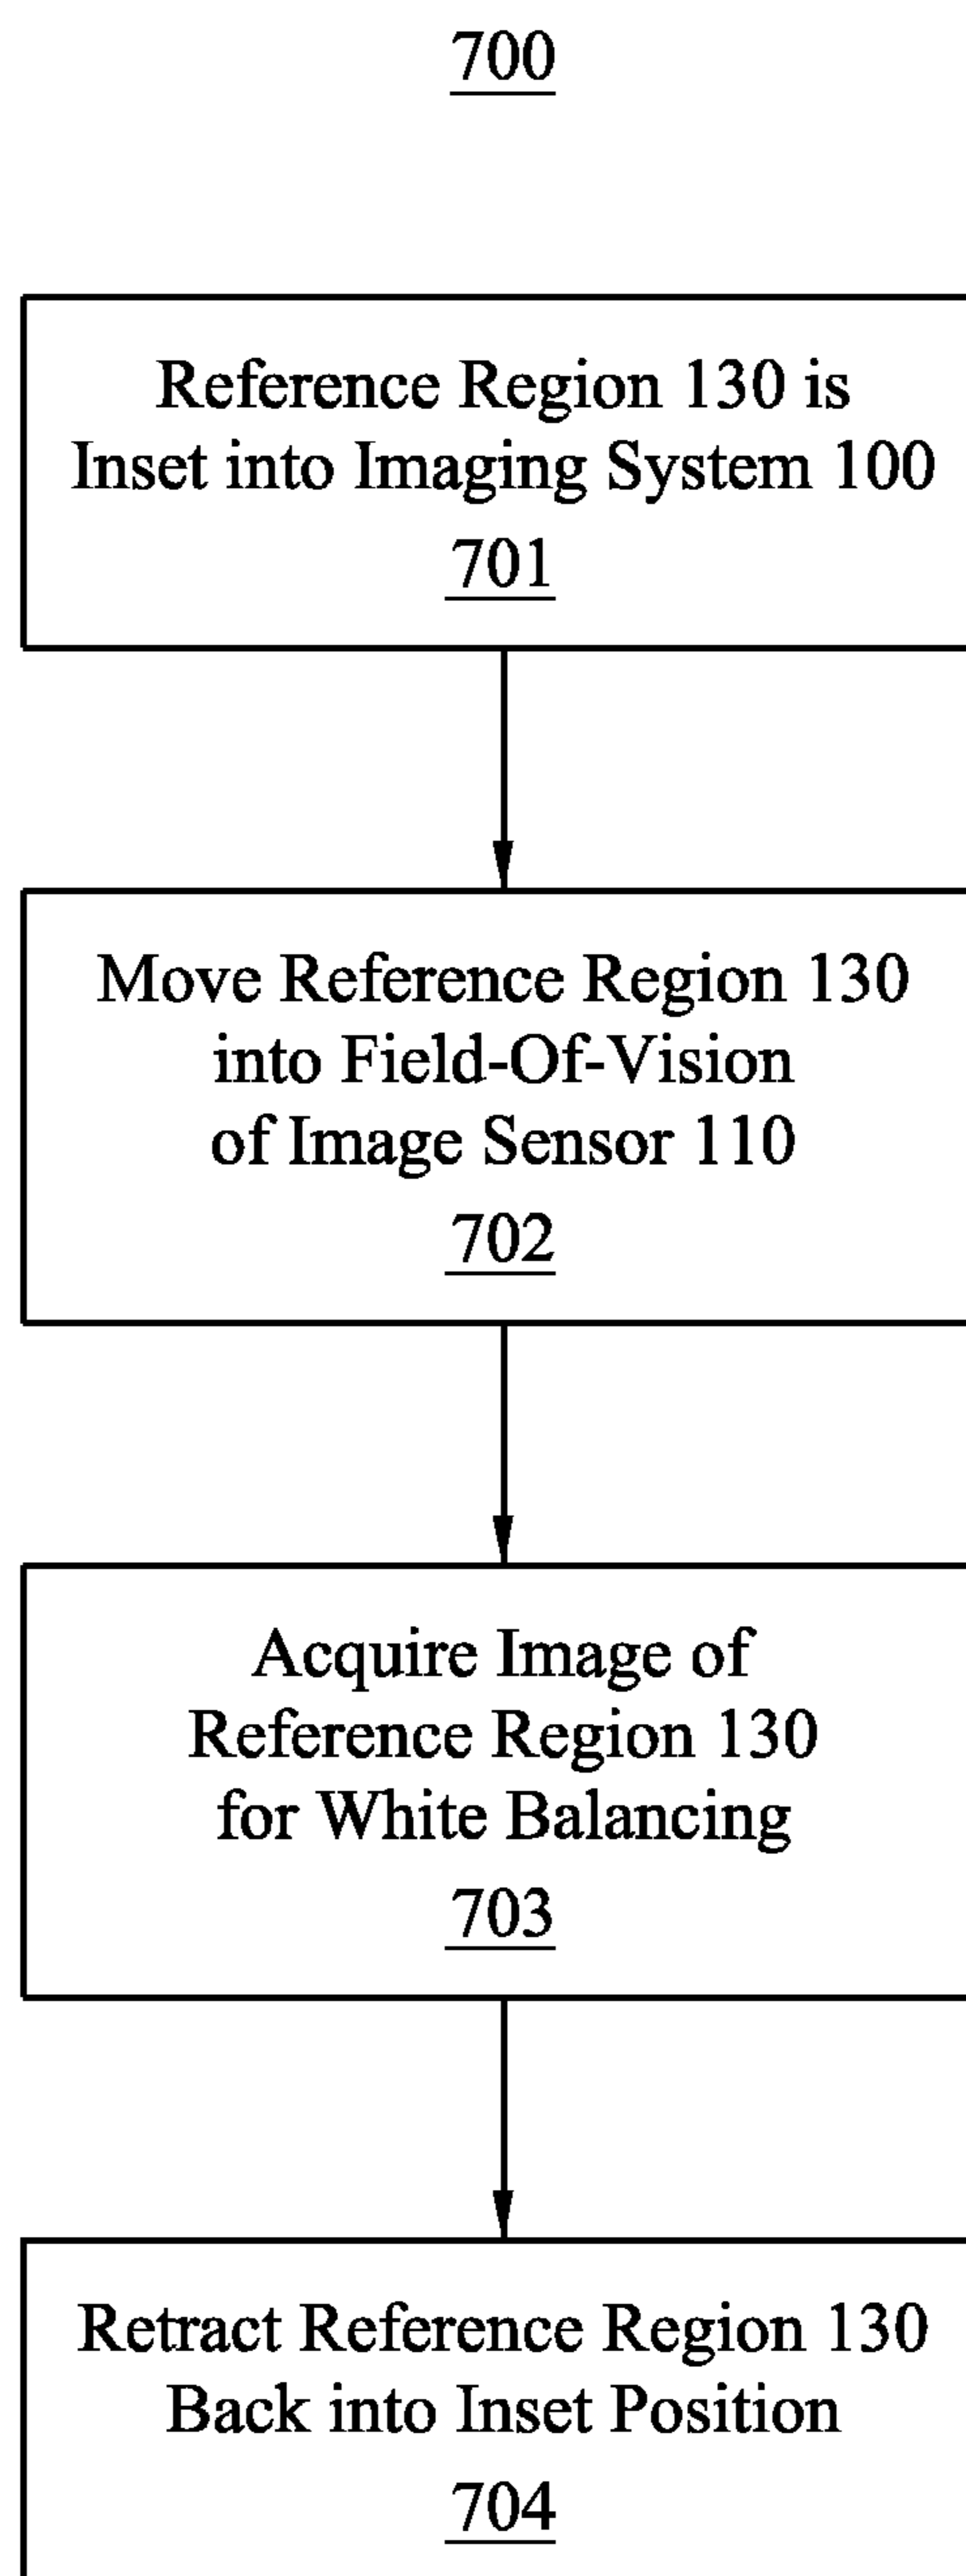 700
Reference Region 130 is
Inset into Imaging System 100
701
Move Reference Region 130
into Field-Of-Vision
of Image Sensor 110
702
Acquire Image of
Reference Region 130
for White Balancing
703
Retract Reference Region 130
Back into Inset Position
704